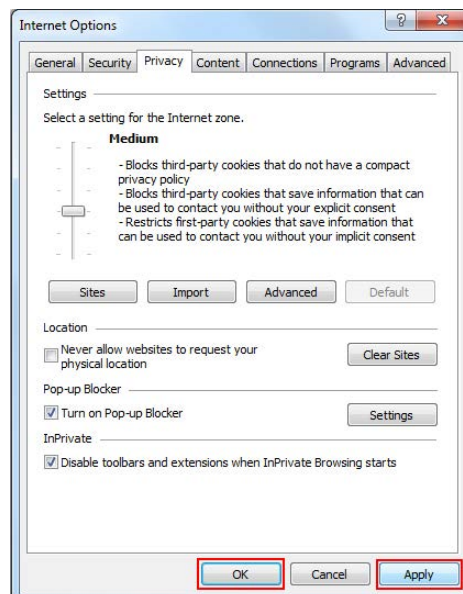 Internet Options
General Security Privacy Content Connections Programs Advanced
Settings
Select a setting for the Internet zone.
Medium
- Blocks third-party cookies that do not have a compact
privacy policy
- Blocks third-party cookies that save information that can
be used to contact you without your explicit consent
- Restricts first-party cookies that save information that
can be used to contact you without your implicit consent
Sites Import Advanced Default
Location
Never allow websites to request your
physical location
Clear Sites
Pop-up Blocker
Turn on Pop-up Blocker
Settings
InPrivate
Disable toolbars and extensions when InPrivate Browsing starts
OK Cancel Apply